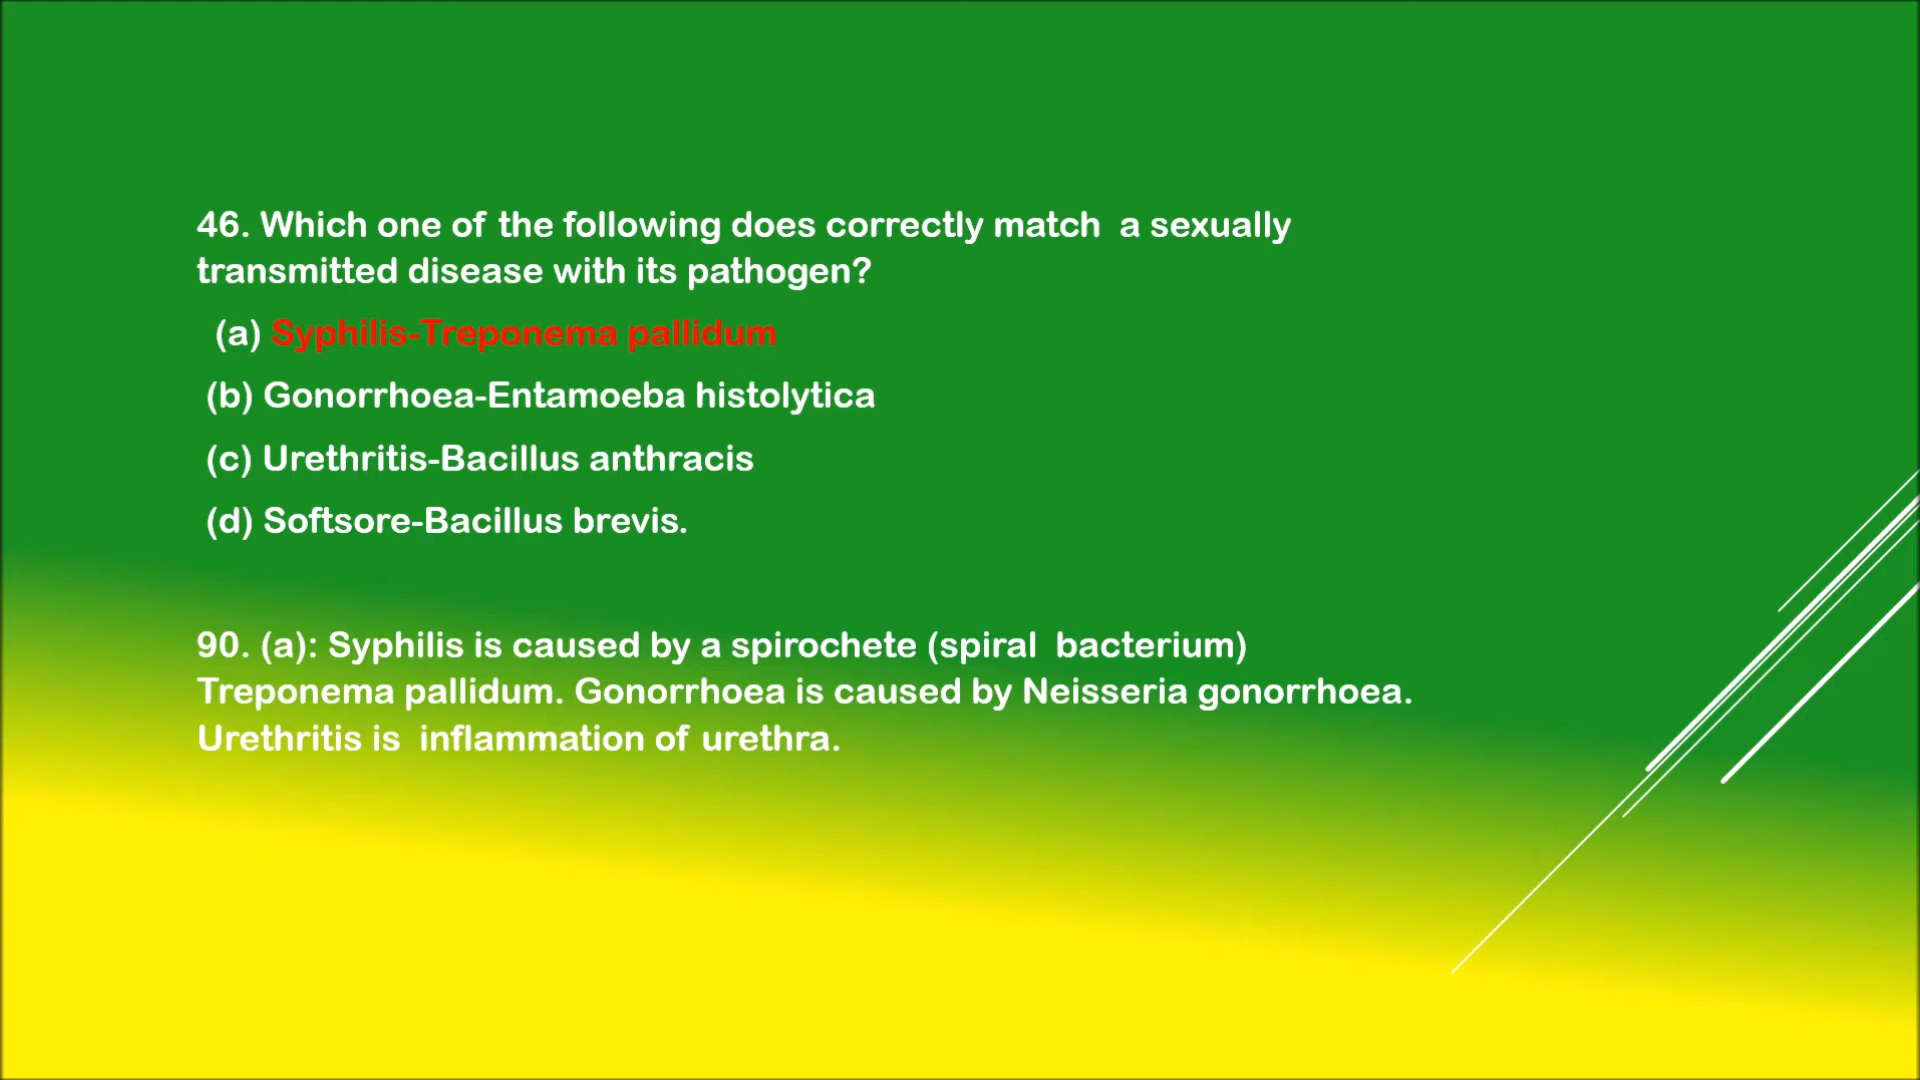 46. Which one of the following does correctly match a sexually
transmitted disease with its pathogen?
(a) Syphilis-Treponema pallidum
(b) Gonorrhoea-Entamoeba histolytica
(c) Urethritis-Bacillus anthracis
(d) Softsore-Bacillus brevis.
90. (a): Syphilis is caused by a spirochete (spiral bacterium)
Treponema pallidum. Gonorrhoea is caused by Neisseria gonorrhoea.
Urethritis is inflammation of urethra.